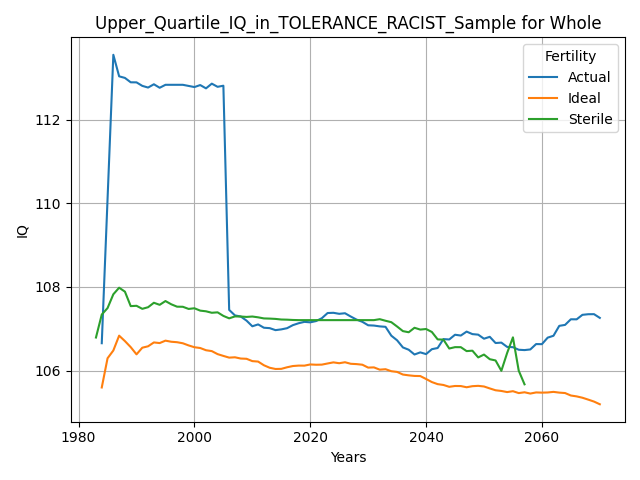 Upper_Quartile_IQ_in_TOLERANCE_RACIST_Sample for Whole
Fertility
Actual
Ideal
Sterile
112
110
108
106
IQ
1980
2000
2020
2040
2060
Years